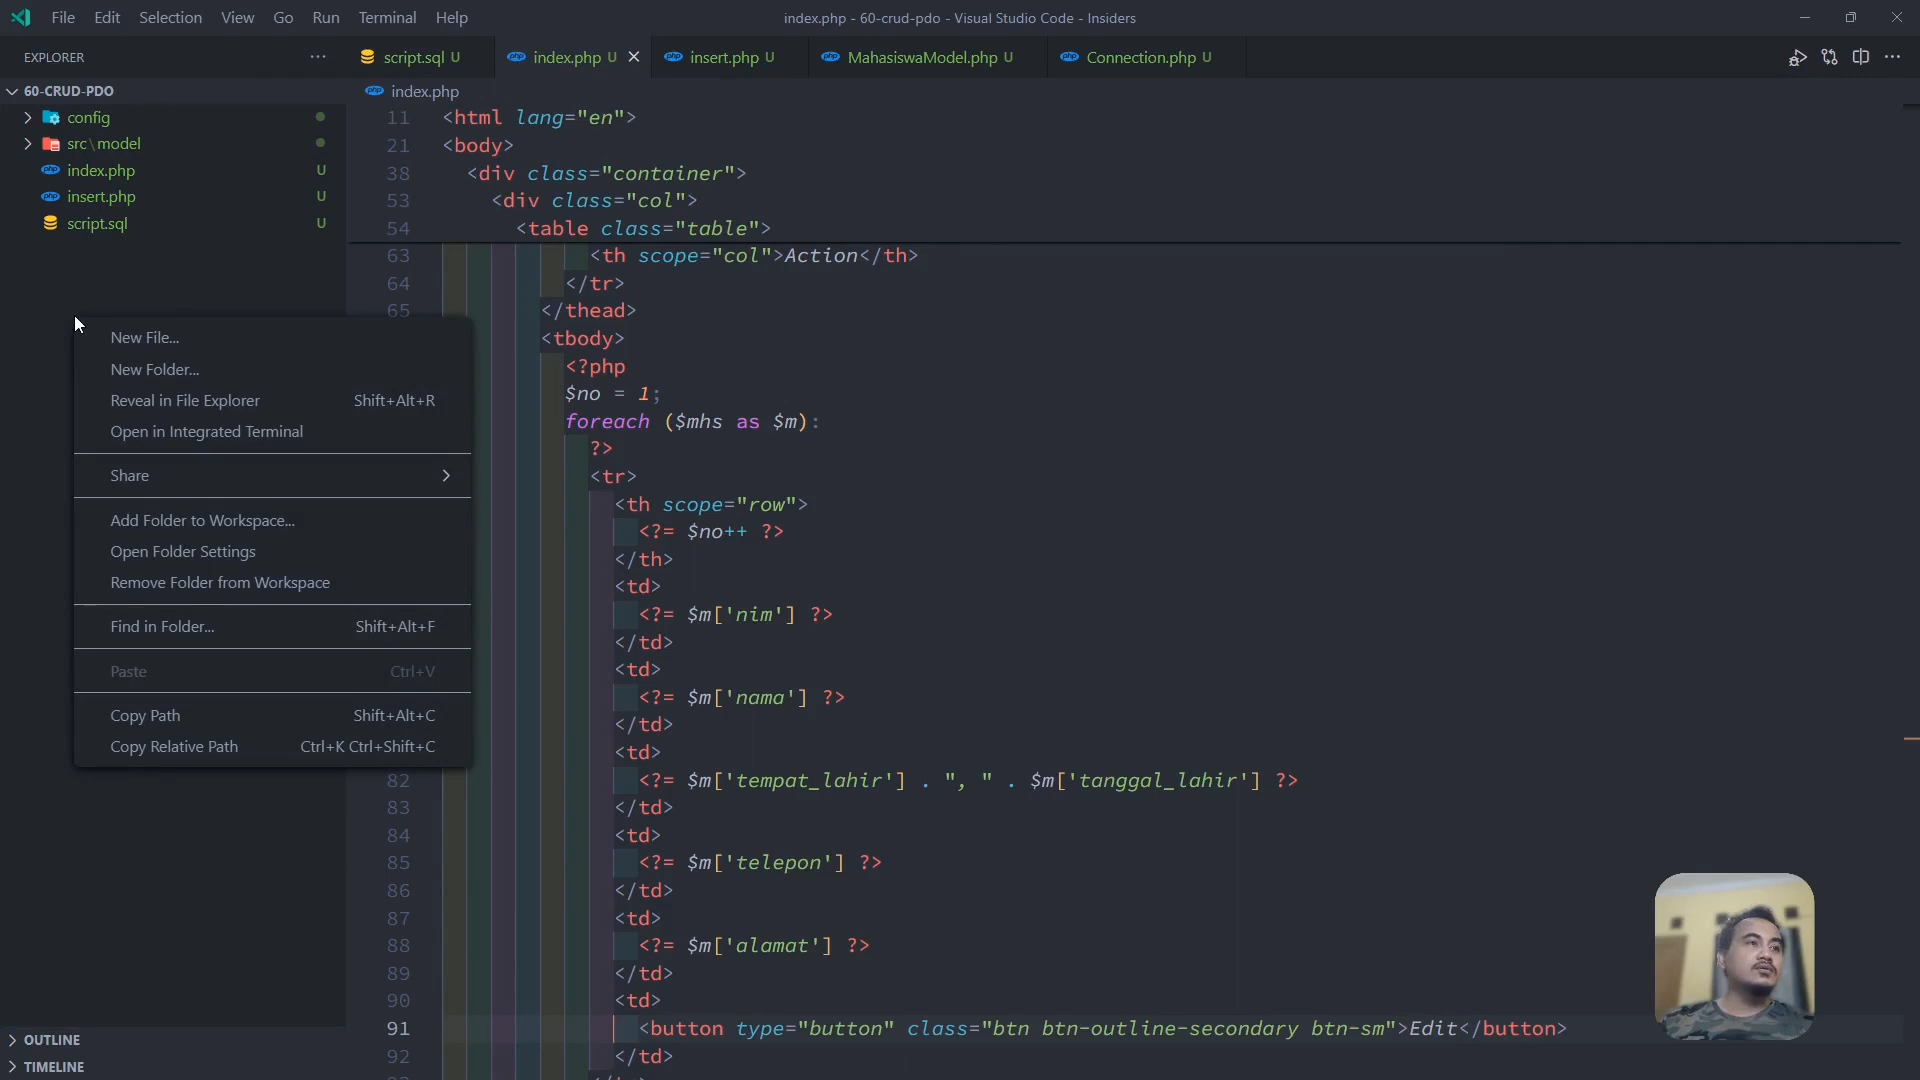 File Edit Selection View Go Run Terminal Help
index.php - 60-crud-pdo - Visual Studio Code - Insiders
EXPLORER
script.sql U
index.php U
insert.php U
MahasiswaModel.php U
Connection.php U
60-CRUD-PDO
config
src\model
index.php U
insert.php U
script.sql U
New File...
New Folder...
Reveal in File Explorer Shift+Alt+R
Open in Integrated Terminal
Share
Add Folder to Workspace...
Open Folder Settings
Remove Folder from Workspace
Find in Folder... Shift+Alt+F
Paste Ctrl+V
Copy Path Shift+Alt+C
Copy Relative Path Ctrl+K Ctrl+Shift+C
OUTLINE
TIMELINE
index.php
11 <html lang="en">
21 <body>
38 <div class="container">
53 <div class="col">
54 <table class="table">
63 <th scope="col">Action</th>
64 </tr>
65 </thead>
<tbody>
<?php
$no = 1;
foreach ($mhs as $m):
?>
<tr>
<th scope="row">
<?= $no++ ?>
</th>
<td>
<?= $m['nim'] ?>
</td>
<td>
<?= $m['nama'] ?>
</td>
<td>
82 <?= $m['tempat_lahir'] . ", " . $m['tanggal_lahir'] ?>
83 </td>
84 <td>
85 <?= $m['telepon'] ?>
86 </td>
87 <td>
88 <?= $m['alamat'] ?>
89 </td>
90 <td>
91 <button type="button" class="btn btn-outline-secondary btn-sm">Edit</button>
92 </td>